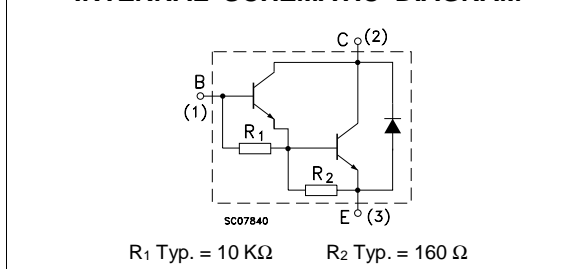 INTERNAL SCHEMATIC DIAGRAM
C (2)
B
(1)
R1
R2
SC07840
E (3)
R1 Typ. = 10 KΩ R2 Typ. = 160 Ω